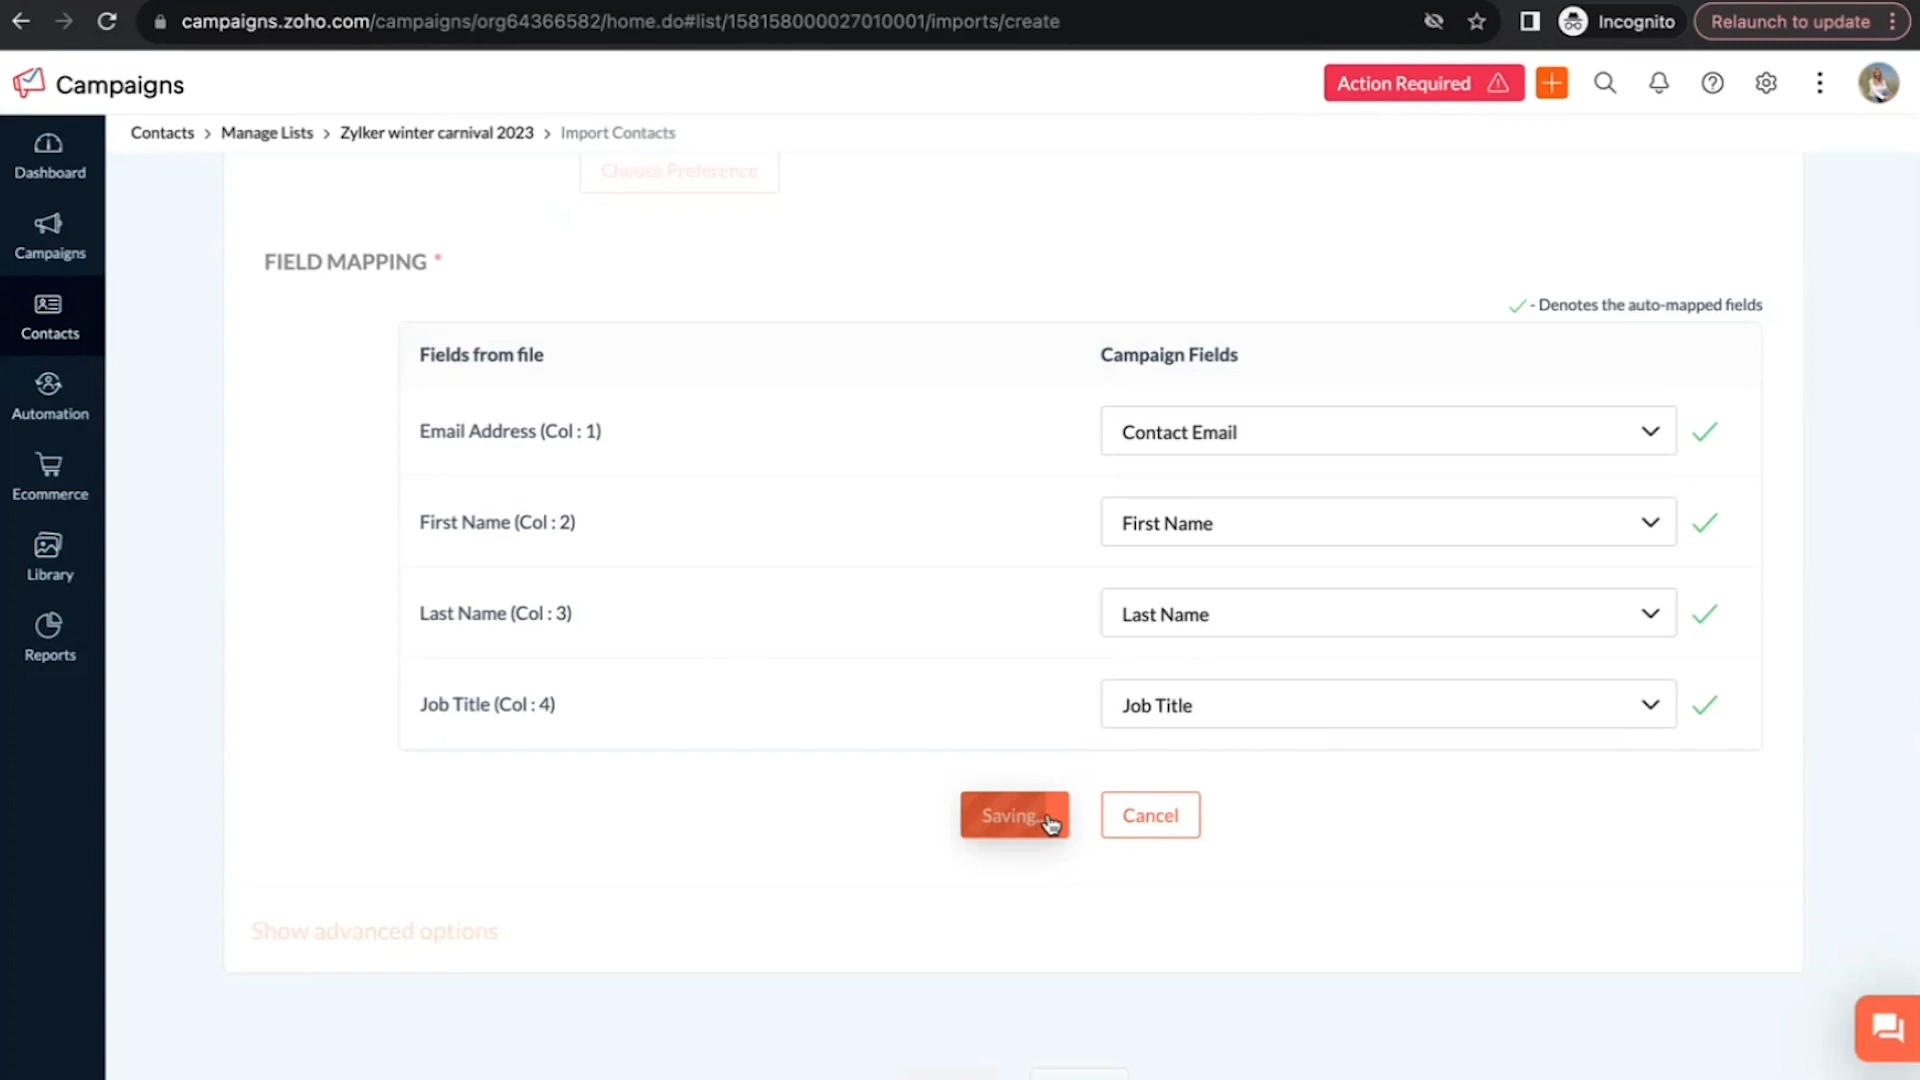 campaigns.zoho.com/campaigns/org64366582/home.do#list/158158000027010001/imports/create
Incognito
Relaunch to update
Campaigns
Action Required
Contacts > Manage Lists > Zylker winter carnival 2023 > Import Contacts
Dashboard
Campaigns
Contacts
Automation
Ecommerce
Library
Reports
Choose Preference
FIELD MAPPING *
- Denotes the auto-mapped fields
Fields from file
Campaign Fields
Email Address (Col : 1)
Contact Email
First Name (Col : 2)
First Name
Last Name (Col : 3)
Last Name
Job Title (Col : 4)
Job Title
Saving...
Cancel
Show advanced options